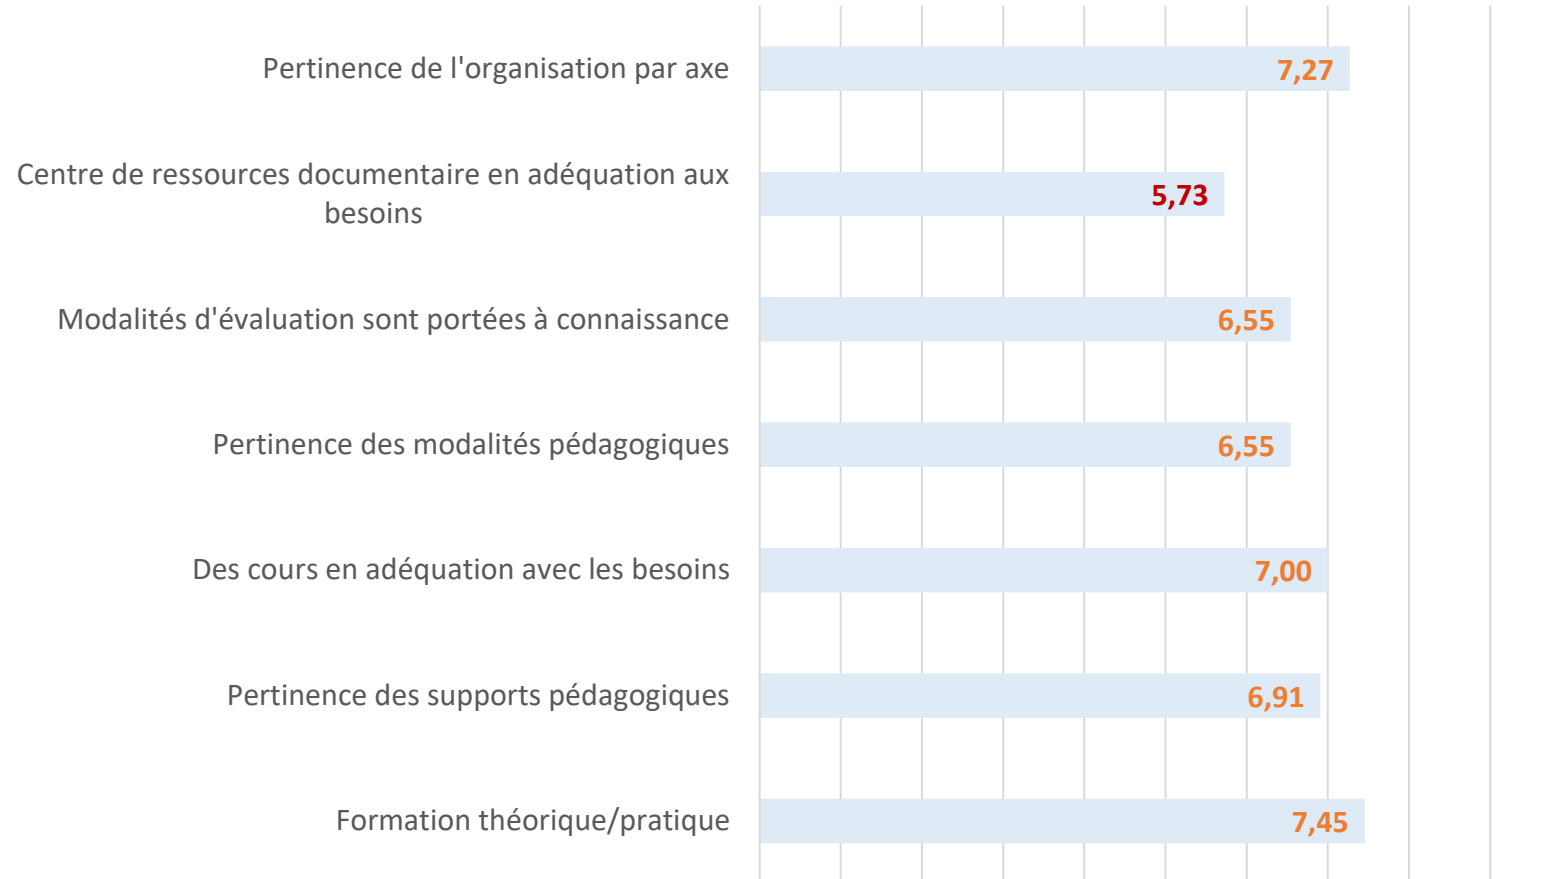 Pertinence de l'organisation par axe
7,27
Centre de ressources documentaire en adéquation aux
besoins
5,73
Modalités d'évaluation sont portées à connaissance
6,55
Pertinence des modalités pédagogiques
6,55
Des cours en adéquation avec les besoins
7,00
Pertinence des supports pédagogiques
6,91
Formation théorique/pratique
7,45